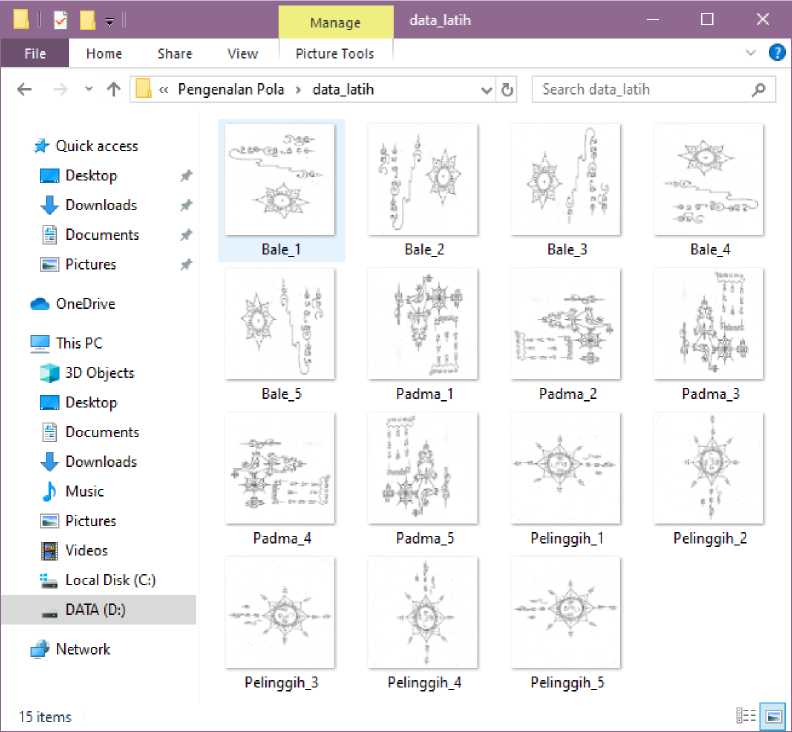 Manage
data_latih
File
Home
Share
View
Picture Tools
« Pengenalan Pola › data_latih
Search data_latih
Quick access
Desktop
Downloads
Documents
Pictures
OneDrive
This PC
3D Objects
Desktop
Documents
Downloads
Music
Pictures
Videos
Local Disk (C:)
DATA (D:)
Network
Bale_1
Bale_2
Bale_3
Bale_4
Bale_5
Padma_1
Padma_2
Padma_3
Padma_4
Padma_5
Pelinggih_1
Pelinggih_2
Pelinggih_3
Pelinggih_4
Pelinggih_5
15 items